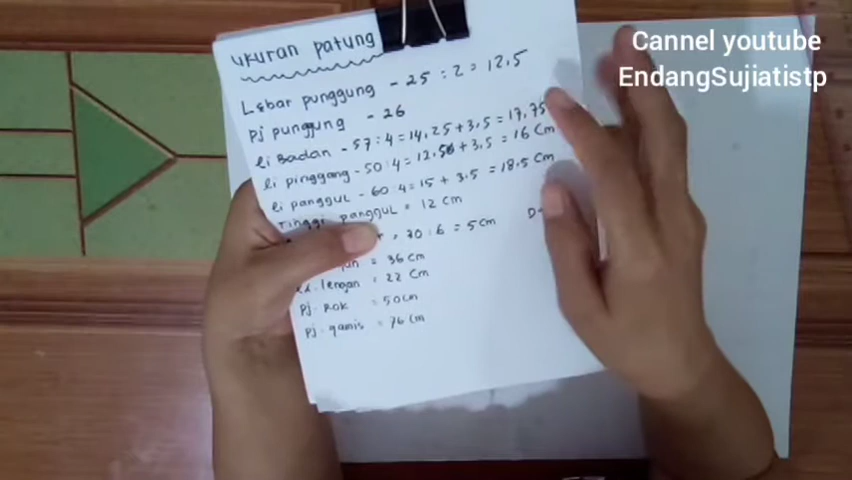 Cannel youtube
EndangSujiatistp
ukuran patung
Lebar punggung - 25 : 2 = 12,5
pj punggung - 26
li Badan - 57 : 4 = 14,25 + 3,5 = 17,75
li pinggang - 50 : 4 = 12,50 + 3,5 = 16 Cm
li panggul - 60 : 4 = 15 + 3,5 = 18,5 Cm
Tinggi panggul = 12 cm
= 30 : 6 = 5 cm
= 36 Cm
lengan = 22 Cm
pj. rok = 50 Cm
pj. gamis = 76 Cm